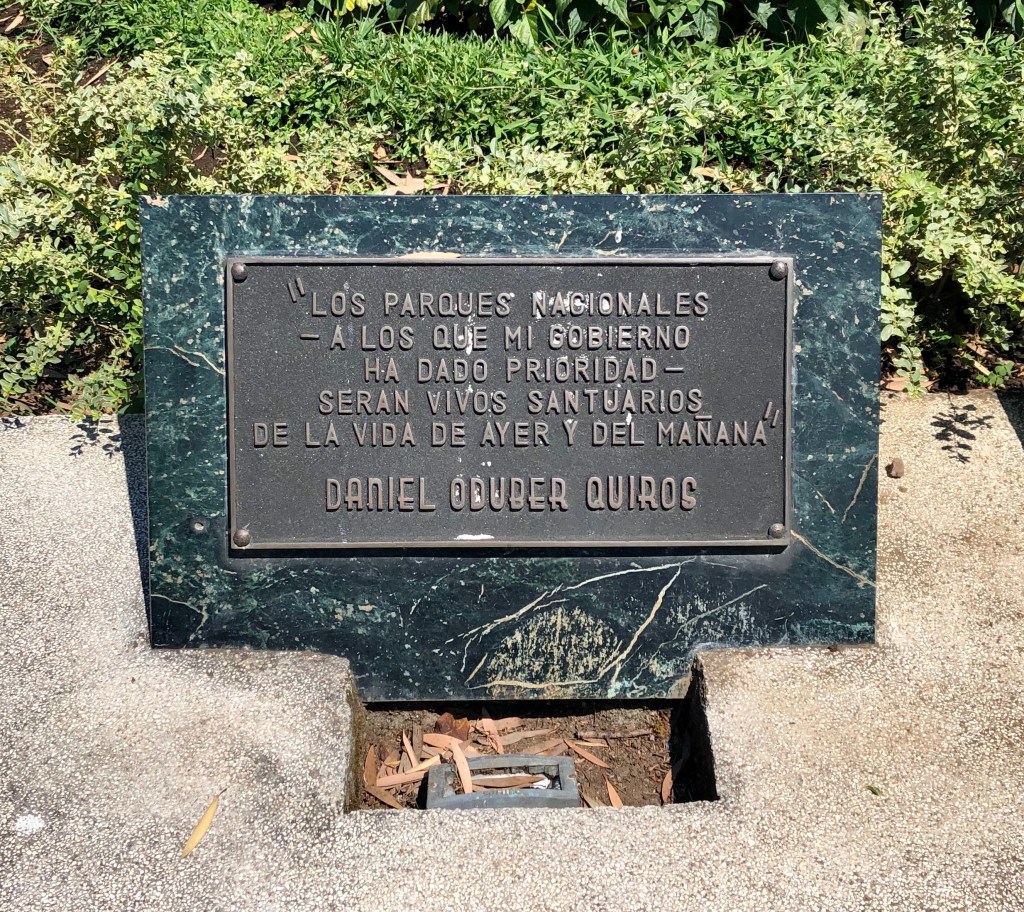 "LOS PARQUES NACIONALES
—A LOS QUE MI GOBIERNO
HA DADO PRIORIDAD—
SERAN VIVOS SANTUARIOS
DE LA VIDA DE AYER Y DEL MAÑANA"
DANIEL ODUBER QUIROS